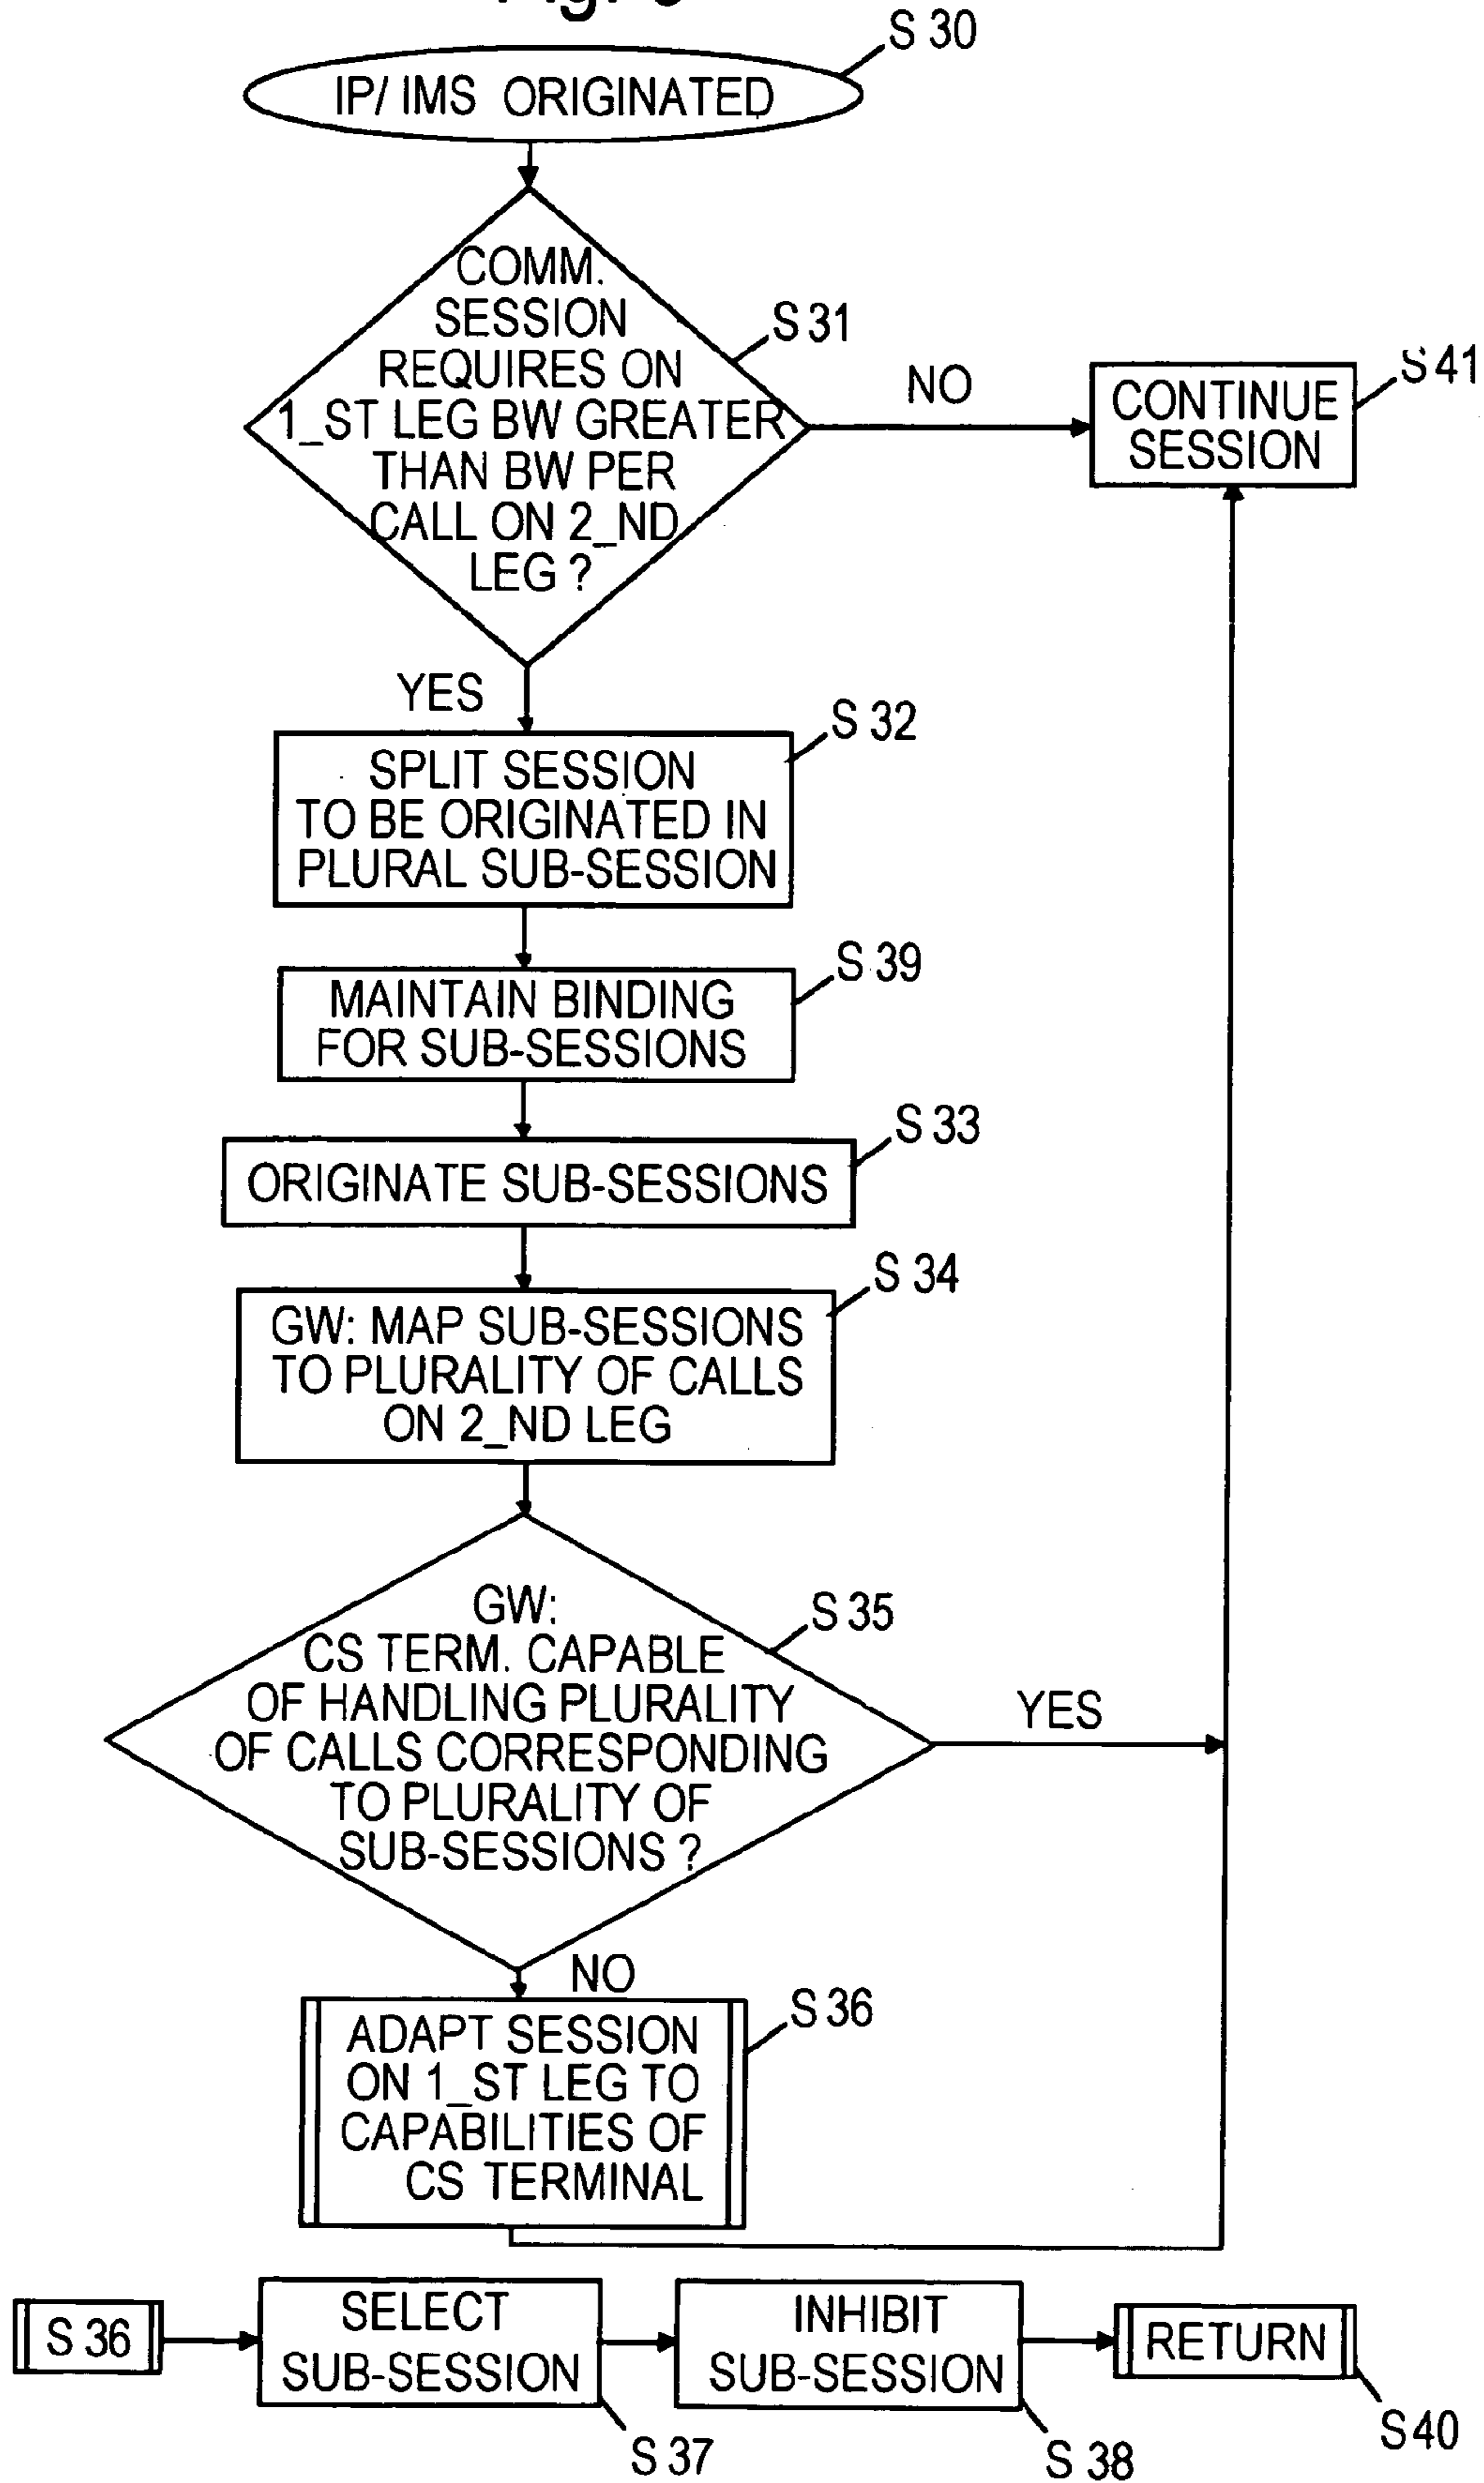 S 30
IP/ IMS ORIGINATED
COMM.
SESSION
REQUIRES ON
1_ST LEG BW GREATER
THAN BW PER
CALL ON 2_ND
LEG ?
S 31
NO
CONTINUE
SESSION
S 41
YES
S 32
SPLIT SESSION
TO BE ORIGINATED IN
PLURAL SUB-SESSION
S 39
MAINTAIN BINDING
FOR SUB-SESSIONS
S 33
ORIGINATE SUB-SESSIONS
S 34
GW: MAP SUB-SESSIONS
TO PLURALITY OF CALLS
ON 2_ND LEG
GW:
CS TERM. CAPABLE
OF HANDLING PLURALITY
OF CALLS CORRESPONDING
TO PLURALITY OF
SUB-SESSIONS ?
S 35
YES
NO
S 36
ADAPT SESSION
ON 1_ST LEG TO
CAPABILITIES OF
CS TERMINAL
S 36
SELECT
SUB-SESSION
S 37
INHIBIT
SUB-SESSION
S 38
RETURN
S 40